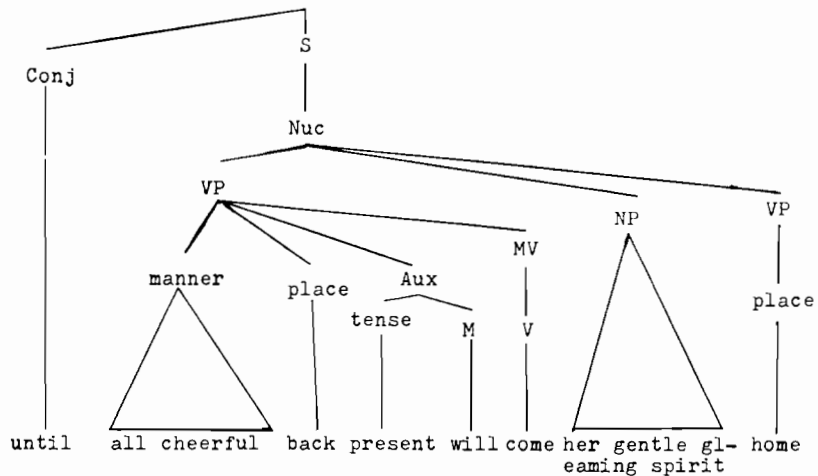 S
Conj
Nuc
VP
NP
VP
MV
manner
place
Aux
place
tense
M
V
until all cheerful back present will come her gentle gl-
eaming spirit
home